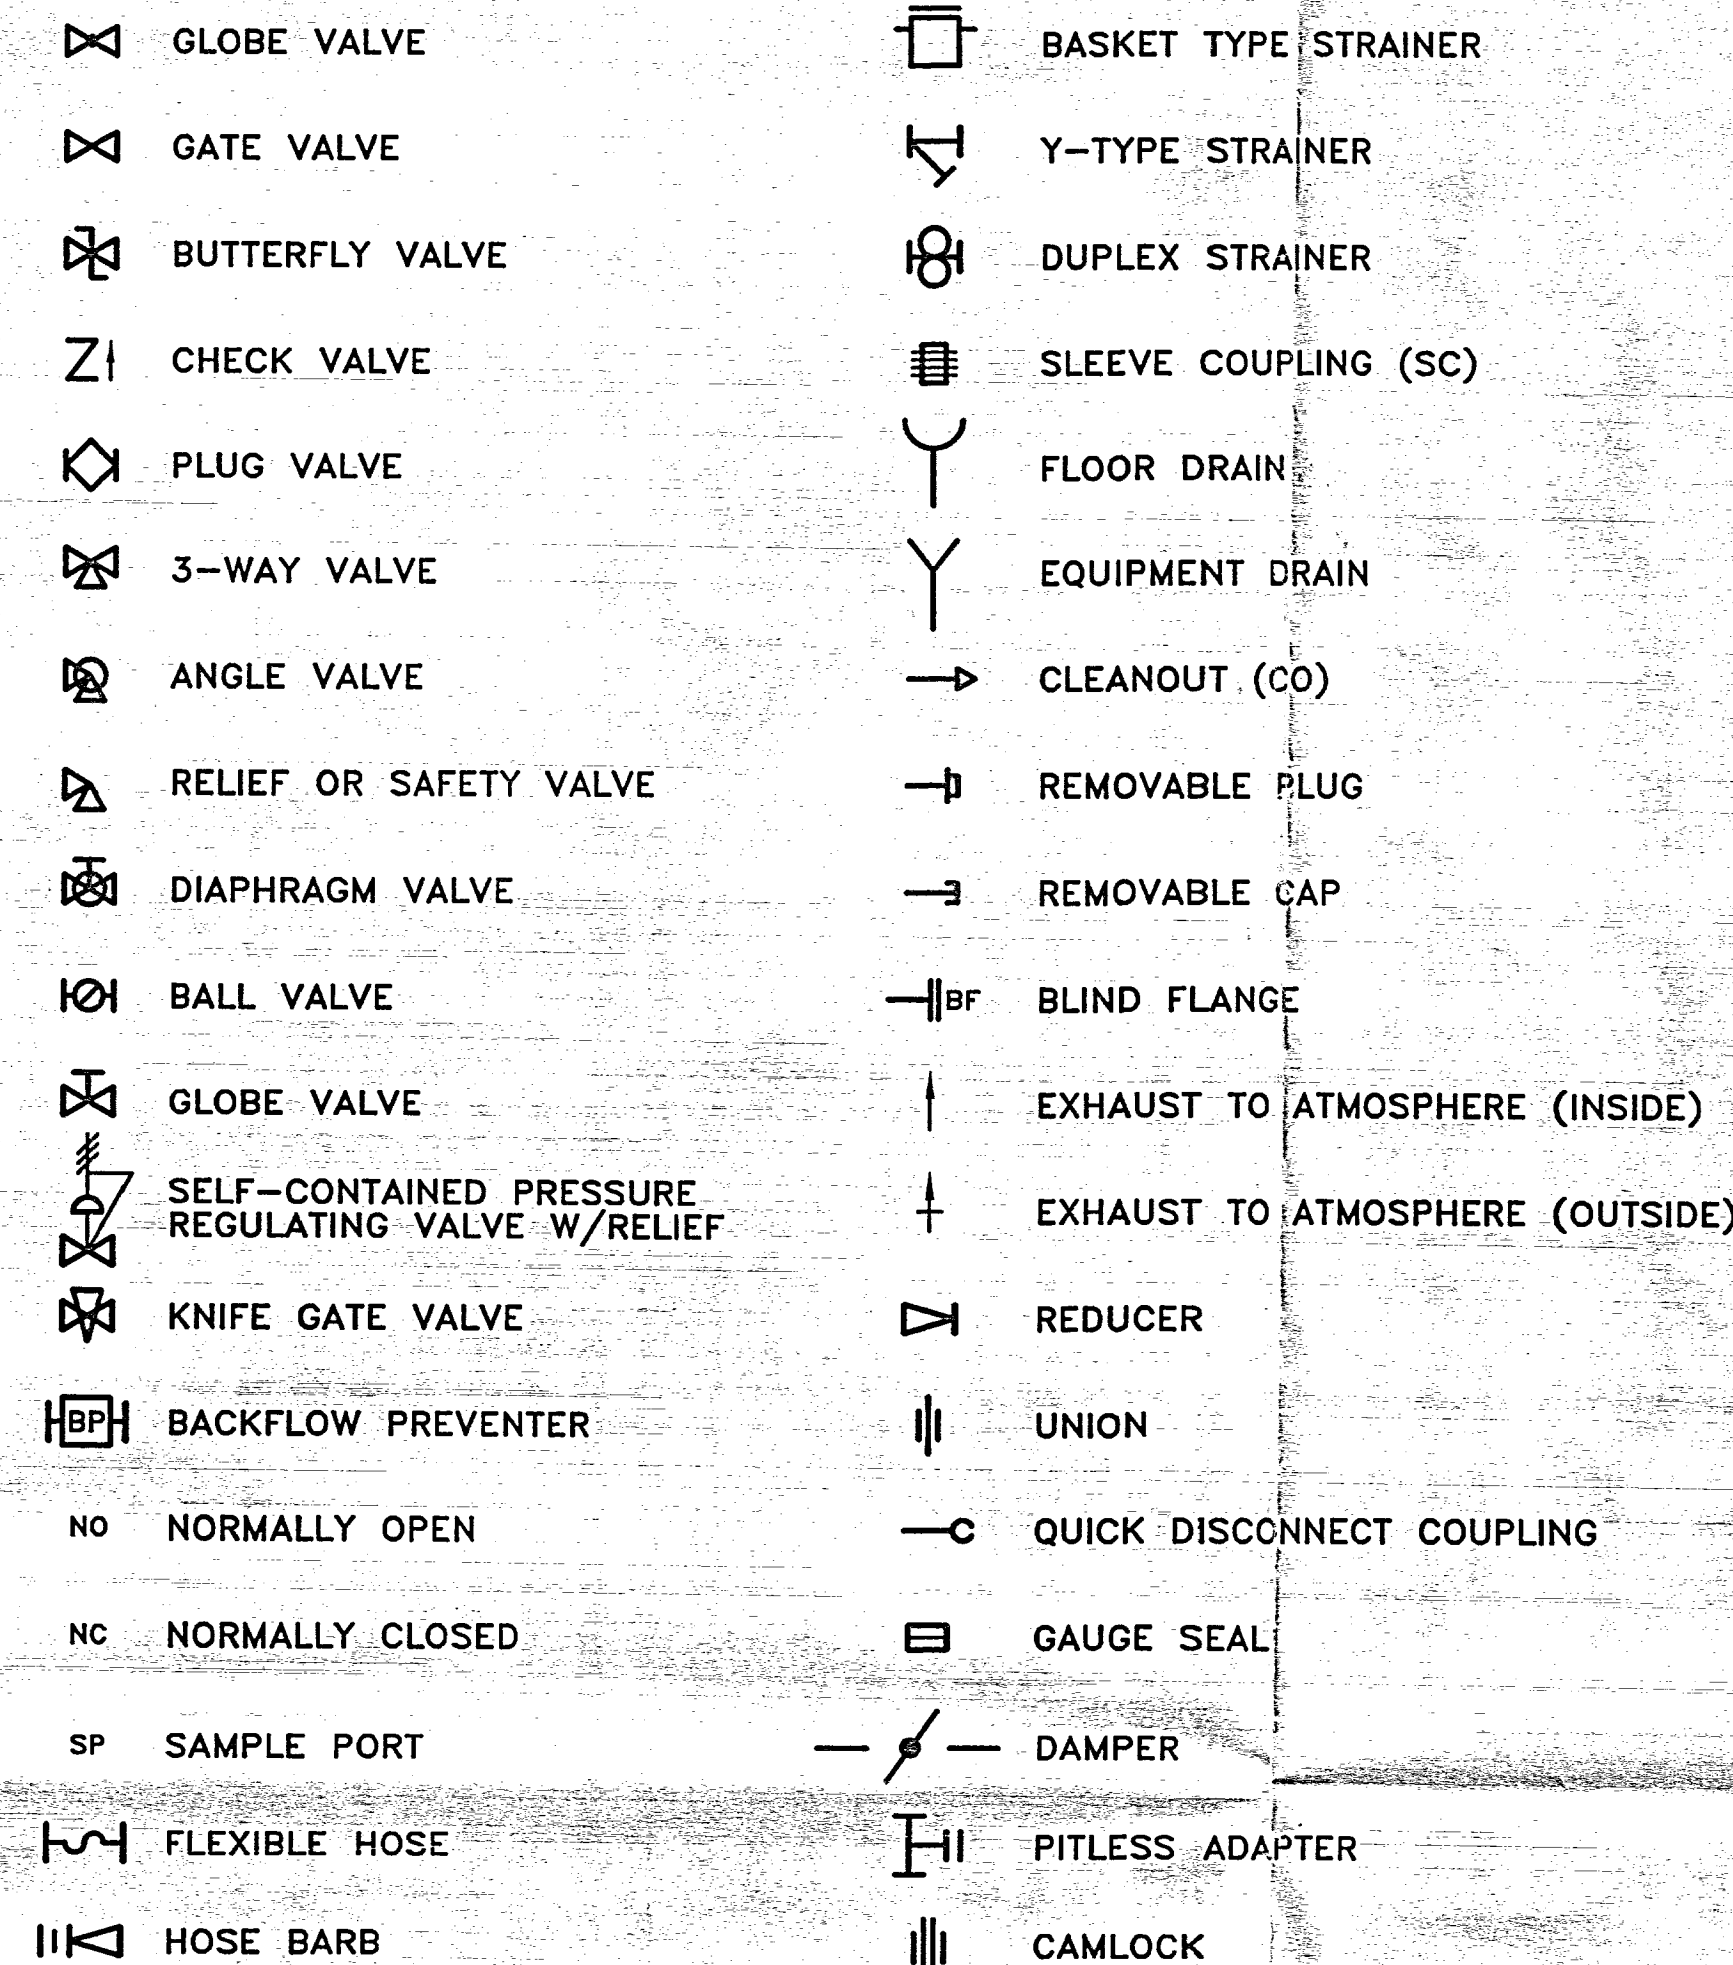 GLOBE VALVE
GATE VALVE
BUTTERFLY VALVE
CHECK VALVE
PLUG VALVE
3-WAY VALVE
ANGLE VALVE
RELIEF OR SAFETY VALVE
DIAPHRAGM VALVE
BALL VALVE
GLOBE VALVE
SELF-CONTAINED PRESSURE
REGULATING VALVE W/RELIEF
KNIFE GATE VALVE
BP BACKFLOW PREVENTER
NO NORMALLY OPEN
NC NORMALLY CLOSED
SP SAMPLE PORT
FLEXIBLE HOSE
HOSE BARB
BASKET TYPE STRAINER
Y-TYPE STRAINER
DUPLEX STRAINER
SLEEVE COUPLING (SC)
FLOOR DRAIN
EQUIPMENT DRAIN
CLEANOUT (CO)
REMOVABLE PLUG
REMOVABLE CAP
BF BLIND FLANGE
EXHAUST TO ATMOSPHERE (INSIDE)
EXHAUST TO ATMOSPHERE (OUTSIDE)
REDUCER
UNION
QUICK DISCONNECT COUPLING
GAUGE SEAL
DAMPER
PITLESS ADAPTER
CAMLOCK